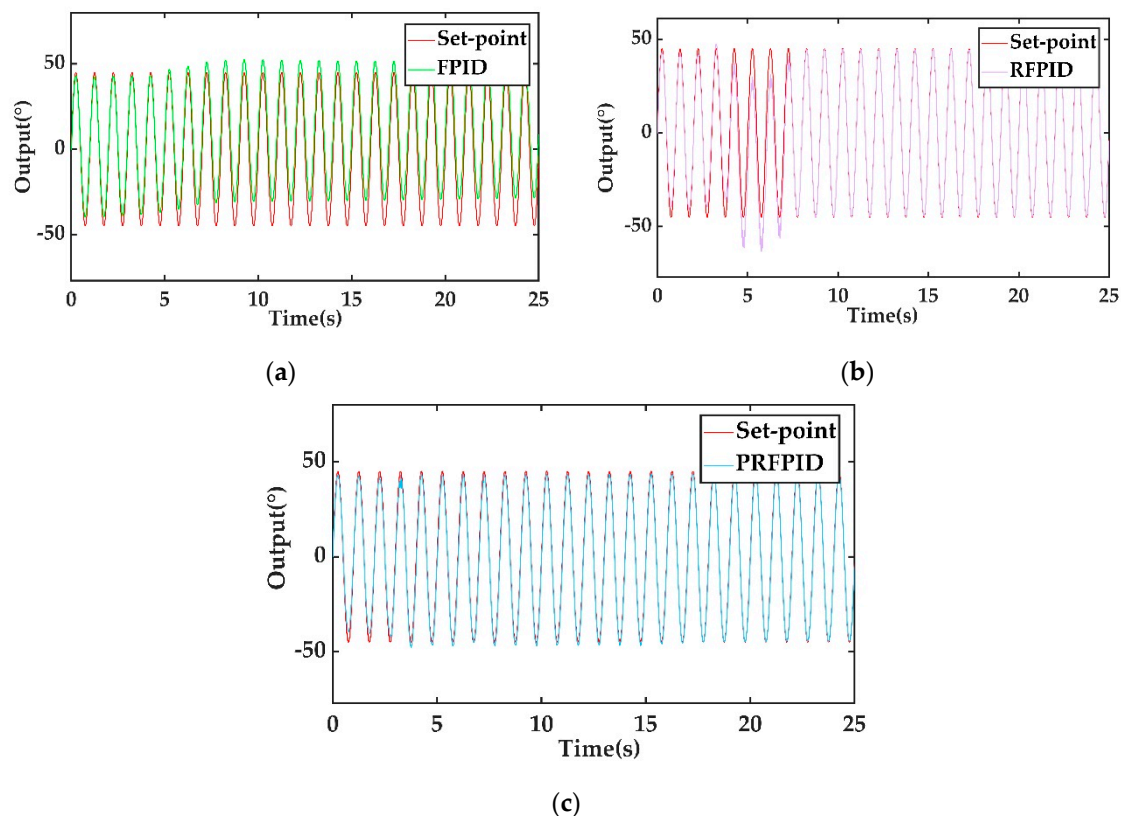 Set-point
FPID
50
0
-50
Output(°)
0 5 10 15 20 25
Time(s)
(a)
Set-point
RFPID
50
0
-50
Output(°)
0 5 10 15 20 25
Time(s)
(b)
Set-point
PRFPID
50
0
-50
Output(°)
0 5 10 15 20 25
Time(s)
(c)